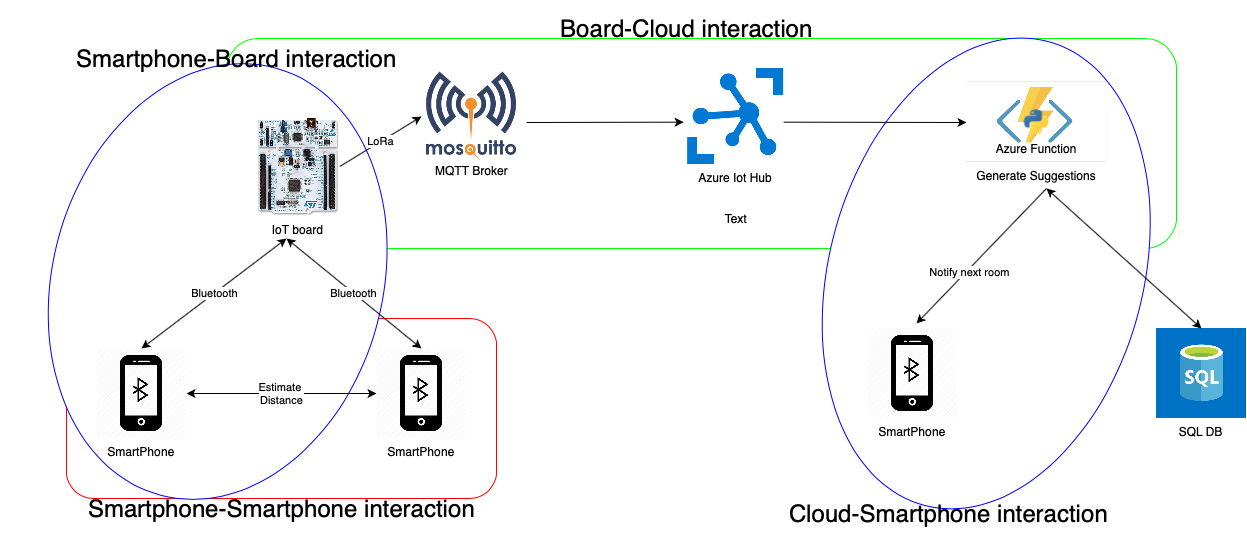 Board-Cloud interaction
Smartphone-Board interaction
LoRa
mosquitto
MQTT Broker
Azure Iot Hub
Azure Function
Generate Suggestions
Text
IoT board
Bluetooth
Bluetooth
Notify next room
Estimate
Distance
SmartPhone
SmartPhone
SmartPhone
SQL
SQL DB
Smartphone-Smartphone interaction
Cloud-Smartphone interaction